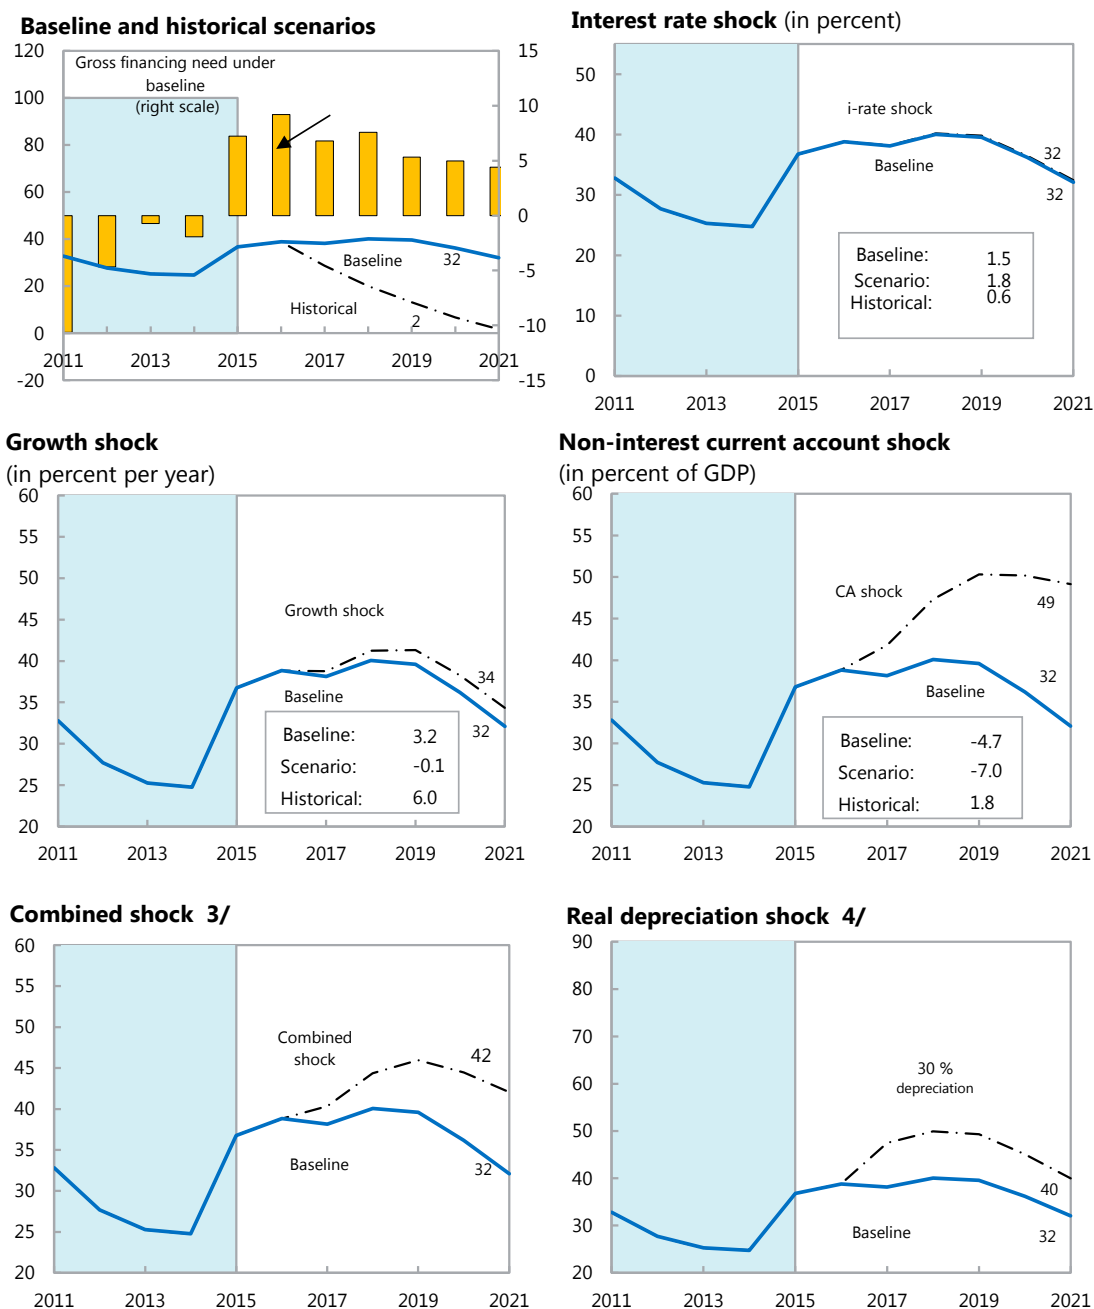 Baseline and historical scenarios
120
100
80
60
40
20
0
-20
15
10
5
0
-5
-10
-15
Gross financing need under
baseline
(right scale)
Baseline
32
Historical
2
2011 2013 2015 2017 2019 2021
Interest rate shock (in percent)
50
40
30
20
10
0
i-rate shock
Baseline
32
32
Baseline: 1.5
Scenario: 1.8
Historical: 0.6
2011 2013 2015 2017 2019 2021
Growth shock
(in percent per year)
60
55
50
45
40
35
30
25
20
Growth shock
34
Baseline
32
Baseline: 3.2
Scenario: -0.1
Historical: 6.0
2011 2013 2015 2017 2019 2021
Non-interest current account shock
(in percent of GDP)
60
55
50
45
40
35
30
25
20
CA shock
49
32
Baseline
Baseline: -4.7
Scenario: -7.0
Historical: 1.8
2011 2013 2015 2017 2019 2021
Combined shock 3/
60
55
50
45
40
35
30
25
20
Combined
shock
42
Baseline
32
2011 2013 2015 2017 2019 2021
Real depreciation shock 4/
90
80
70
60
50
40
30
20
30 %
depreciation
40
Baseline
32
2011 2013 2015 2017 2019 2021